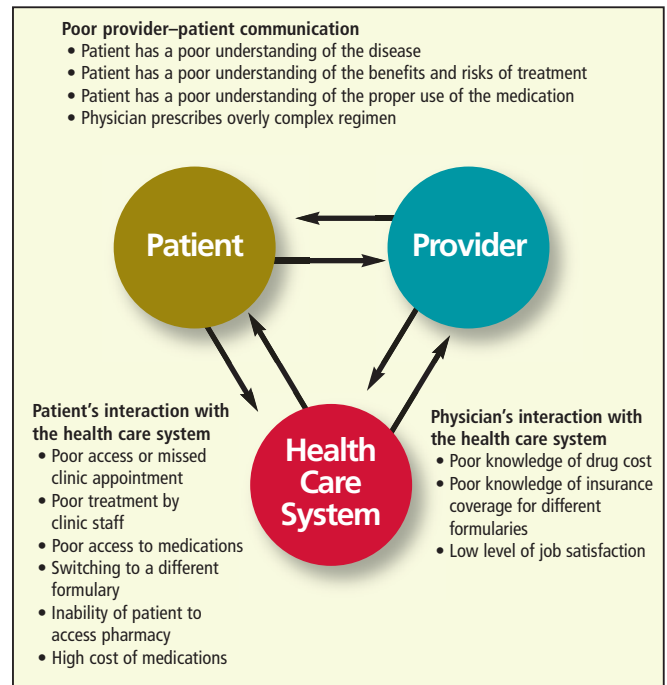 Poor provider–patient communication
• Patient has a poor understanding of the disease
• Patient has a poor understanding of the benefits and risks of treatment
• Patient has a poor understanding of the proper use of the medication
• Physician prescribes overly complex regimen
Patient
Provider
Health
Care
System
Patient’s interaction with
the health care system
• Poor access or missed
clinic appointment
• Poor treatment by
clinic staff
• Poor access to medications
• Switching to a different
formulary
• Inability of patient to
access pharmacy
• High cost of medications
Physician’s interaction with
the health care system
• Poor knowledge of drug cost
• Poor knowledge of insurance
coverage for different
formularies
• Low level of job satisfaction